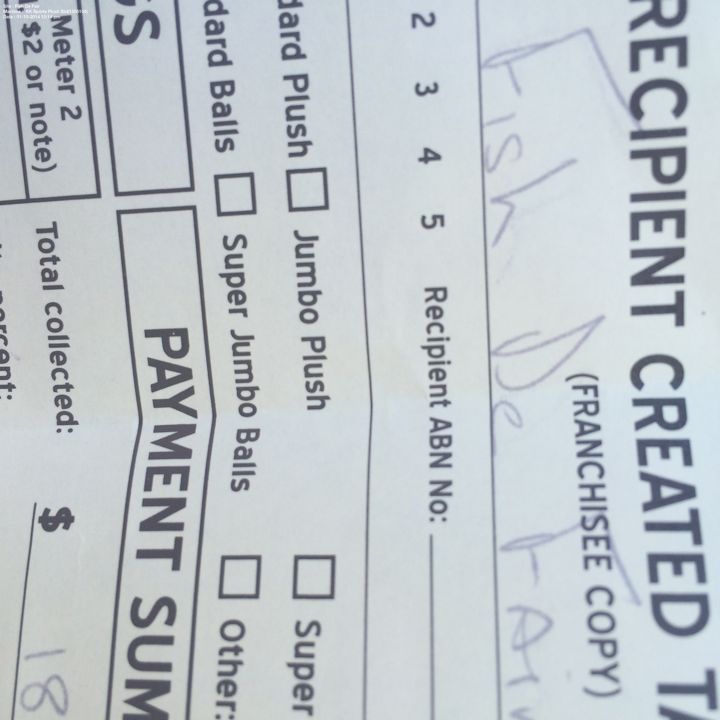 RECIPIENT CREATED TA
(FRANCHISEE COPY)
Fish De
2 3 4 5 Recipient ABN No:
dard Plush Jumbo Plush Super
dard Balls Super Jumbo Balls Other:
GS
PAYMENT SUM
Meter 2
$2 or note)
Total collected: $ 18
percent: